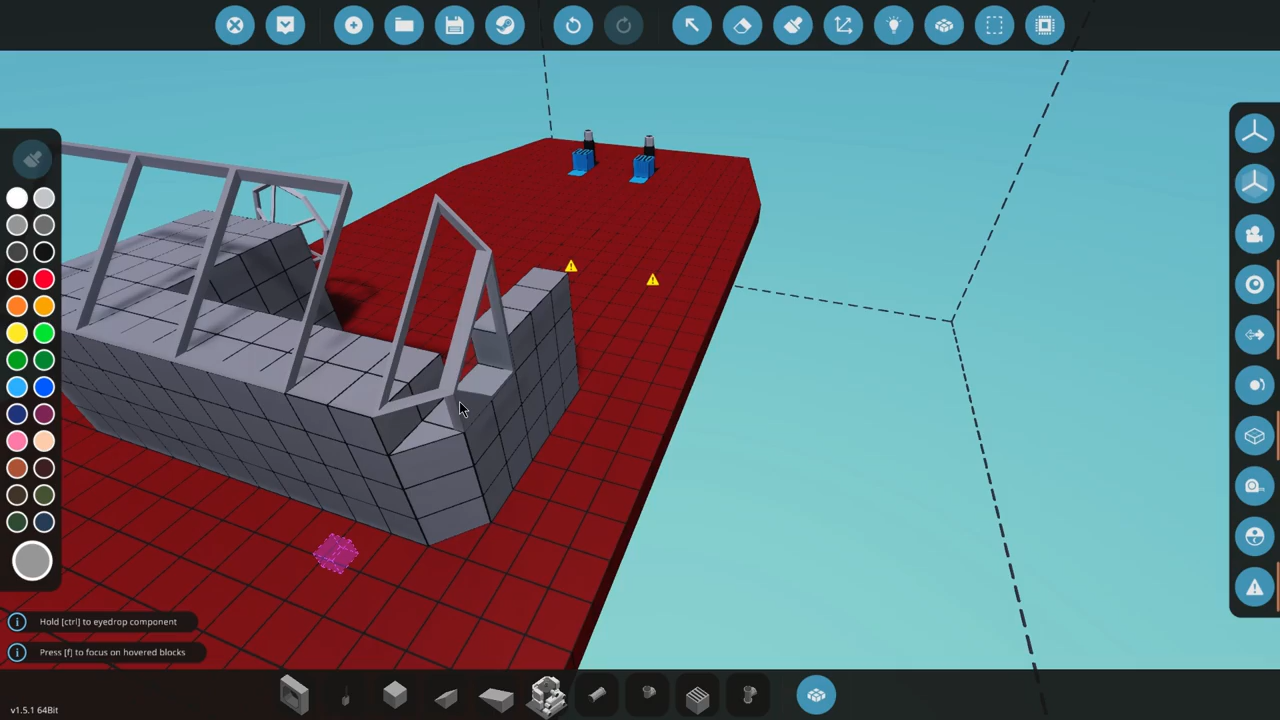 Hold [ctrl] to eyedrop component
Press [f] to focus on hovered blocks
v1.5.1 64Bit